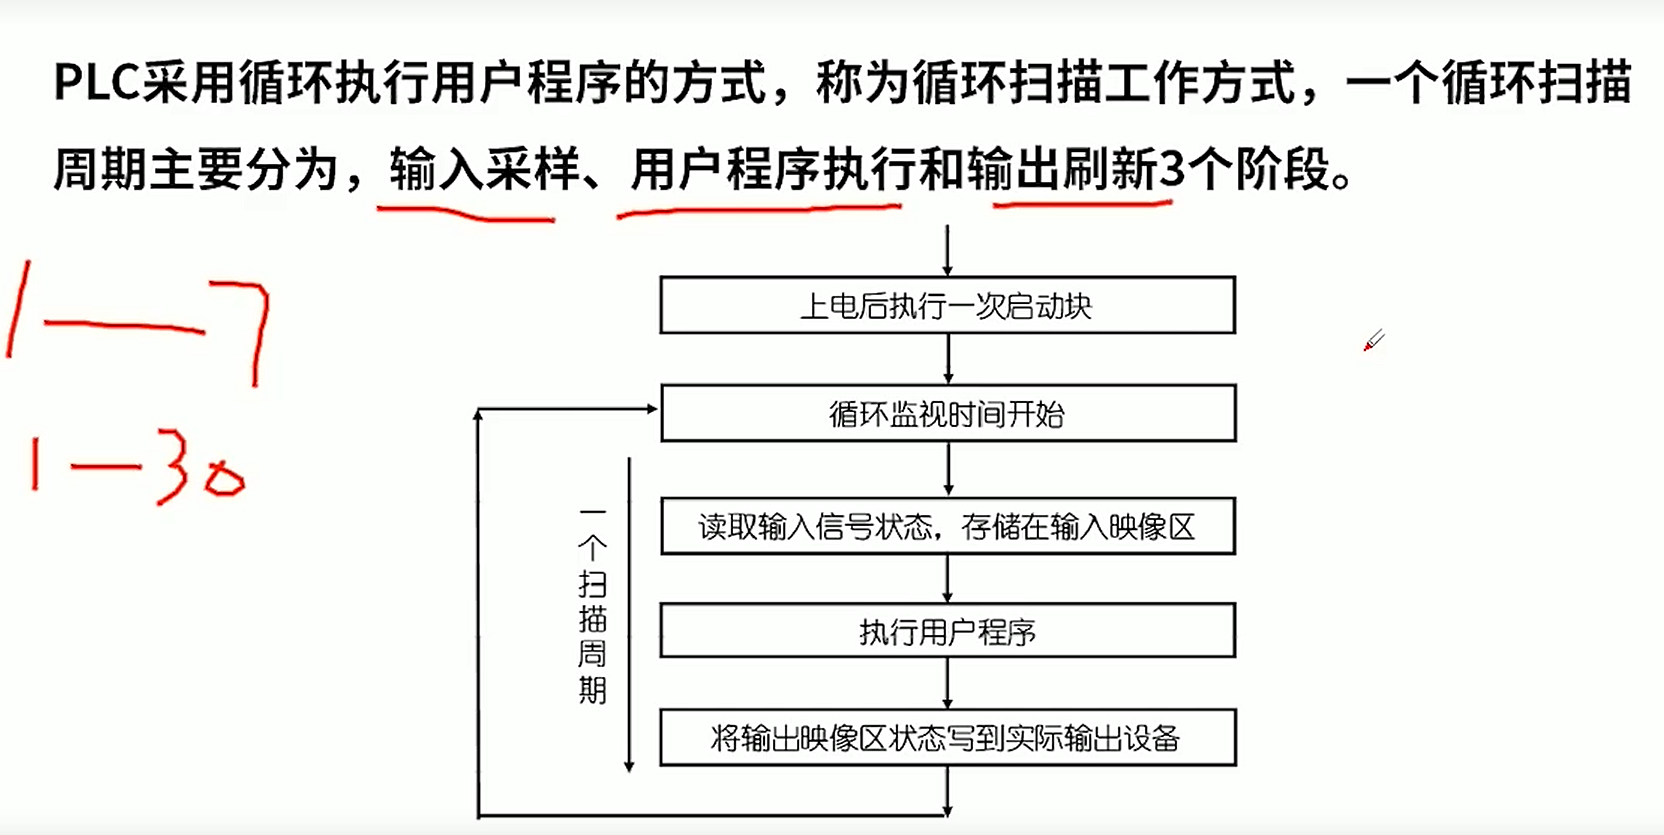 PLC采用循环执行用户程序的方式，称为循环扫描工作方式，一个循环扫描
周期主要分为，输入采样、用户程序执行和输出刷新3个阶段。
1—7
1—30
上电后执行一次启动块
循环监视时间开始
读取输入信号状态，存储在输入映像区
执行用户程序
将输出映像区状态写到实际输出设备
一个扫描周期